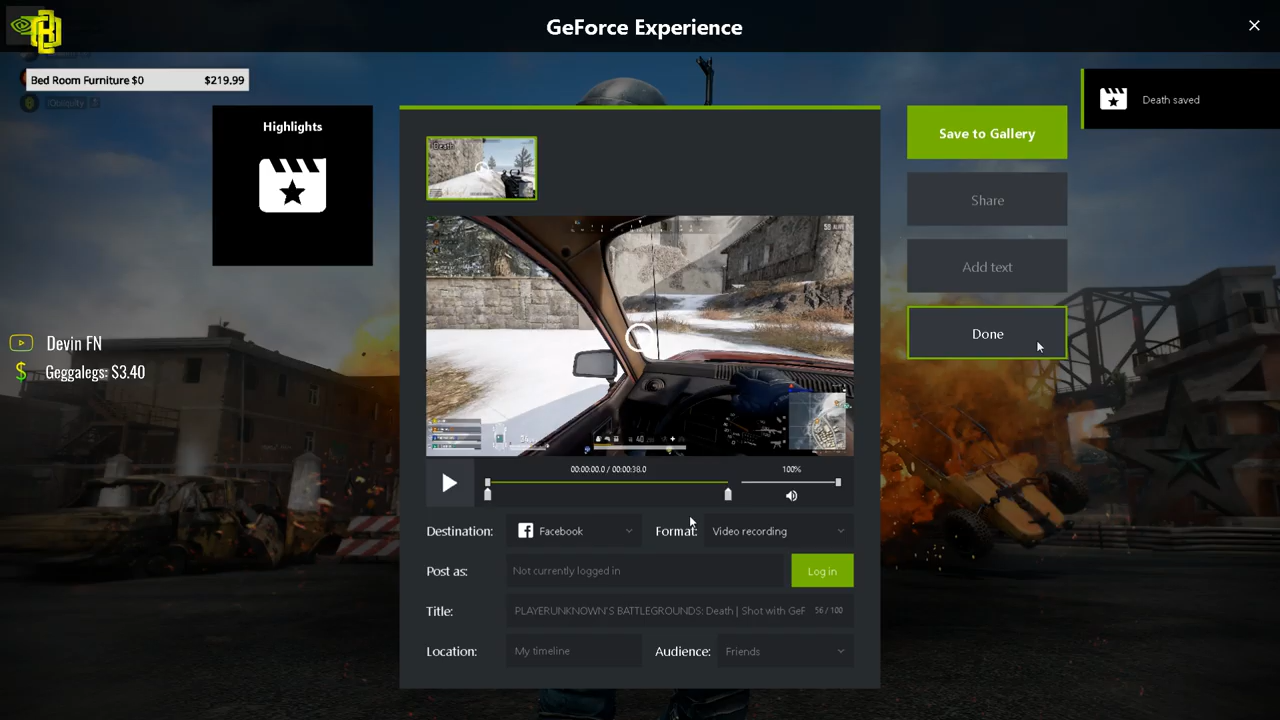 GeForce Experience
Bed Room Furniture $0 $219.99
Highlights
Death
Save to Gallery
Death saved
Share
Add text
Done
Devin FN
Geggalegs: $3.40
00:00:00.0 / 00:00:38.0
100%
Destination: Facebook Format: Video recording
Post as: Not currently logged in Log in
Title: PLAYERUNKNOWN'S BATTLEGROUNDS: Death | Shot with GeF 56 / 100
Location: My timeline Audience: Friends